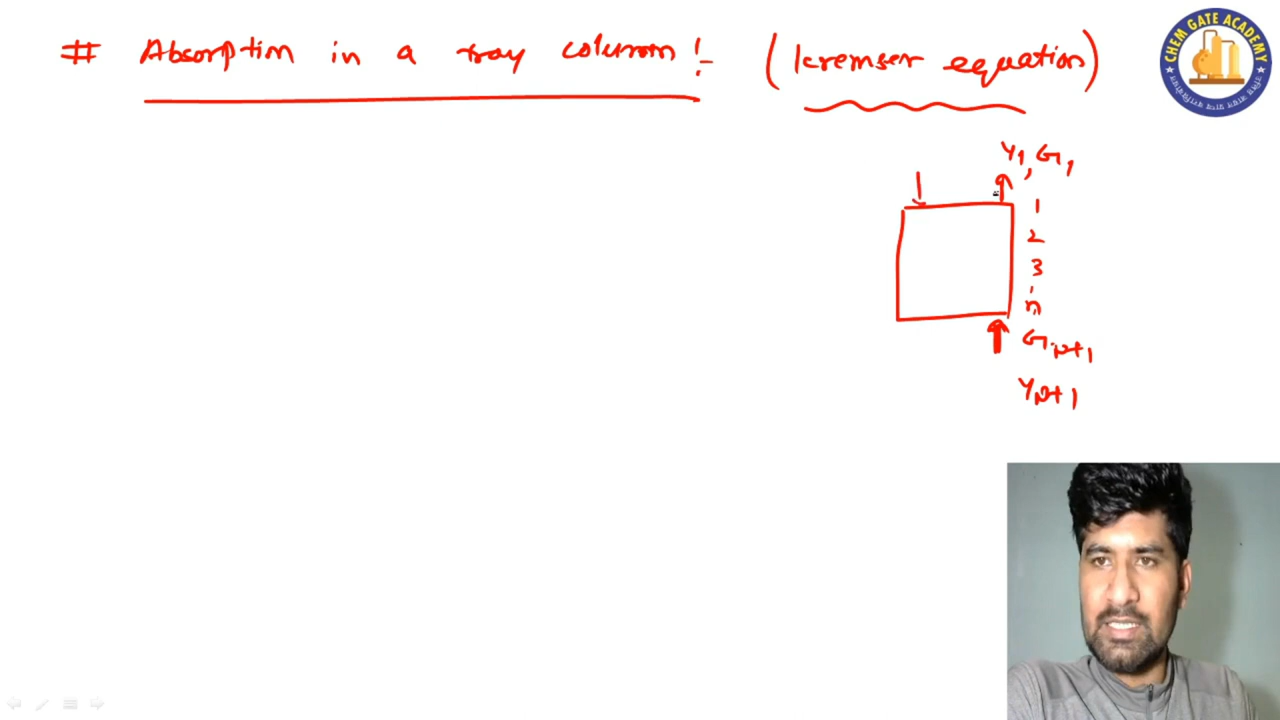 # Absorption in a tray column :- (kremser equation)
CHEM GATE ACADEMY
Y1, G1
1
2
3
n
GN+1
YN+1